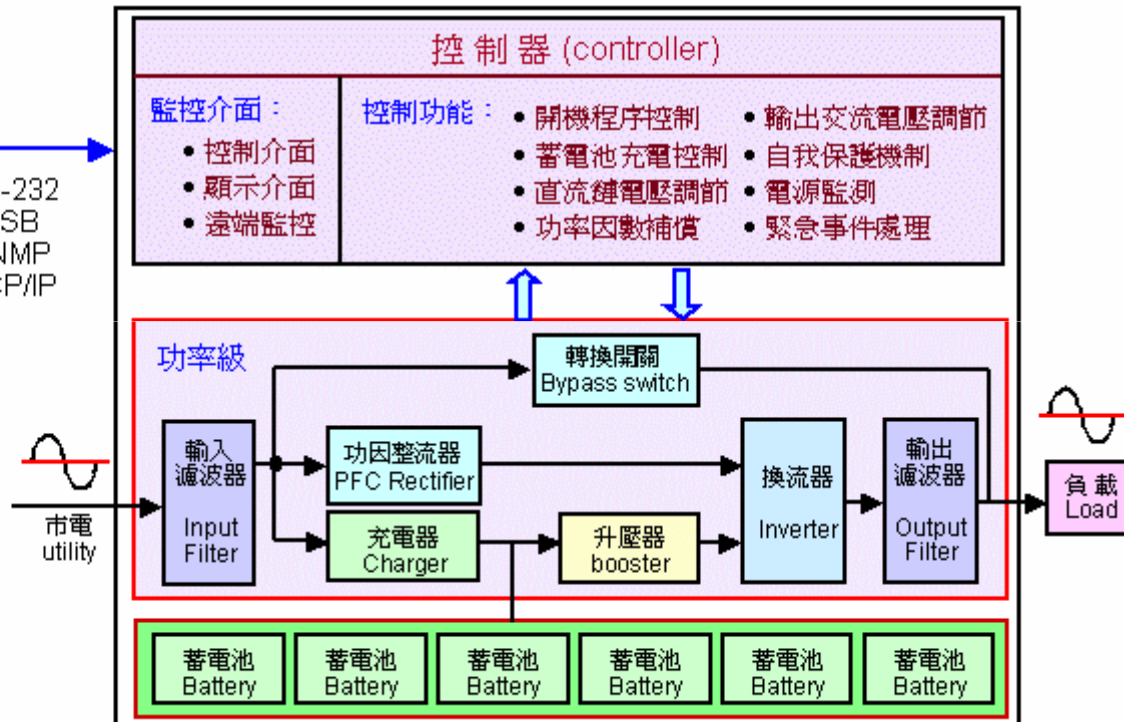 控制器 (controller)
監控介面：
• 控制介面
• 顯示介面
• 遠端監控
控制功能：
• 開機程序控制
• 蓄電池充電控制
• 直流鏈電壓調節
• 功率因數補償
• 輸出交流電壓調節
• 自我保護機制
• 電源監測
• 緊急事件處理
-232
SB
NMP
CP/IP
功率級
轉換開關
Bypass switch
市電
utility
輸入
濾波器
Input
Filter
功因整流器
PFC Rectifier
充電器
Charger
升壓器
booster
換流器
Inverter
輸出
濾波器
Output
Filter
負載
Load
蓄電池
Battery
蓄電池
Battery
蓄電池
Battery
蓄電池
Battery
蓄電池
Battery
蓄電池
Battery